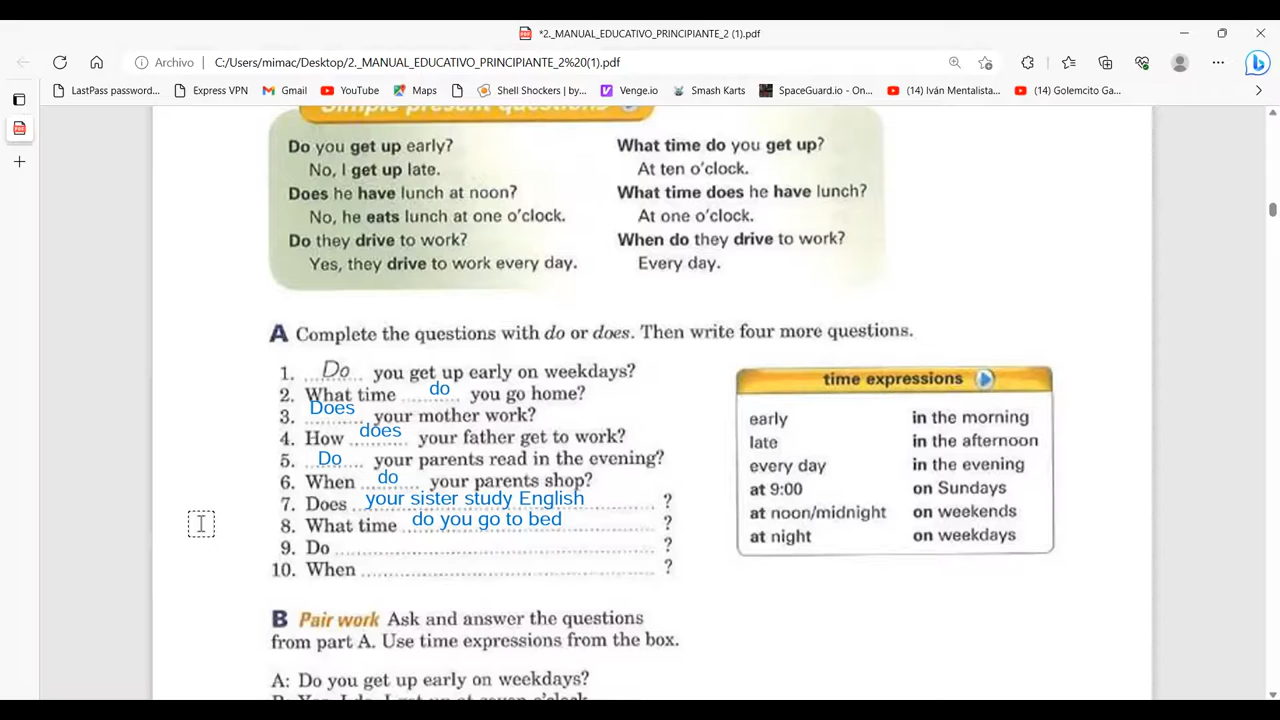 *2._MANUAL_EDUCATIVO_PRINCIPIANTE_2 (1).pdf
Archivo C:/Users/mimac/Desktop/2._MANUAL_EDUCATIVO_PRINCIPIANTE_2%20(1).pdf
LastPass password... Express VPN Gmail YouTube Maps Shell Shockers | by... Venge.io Smash Karts SpaceGuard.io - On... (14) Iván Mentalista... (14) Golemcito Ga...
Simple present questions
Do you get up early?
No, I get up late.
Does he have lunch at noon?
No, he eats lunch at one o'clock.
Do they drive to work?
Yes, they drive to work every day.
What time do you get up?
At ten o'clock.
What time does he have lunch?
At one o'clock.
When do they drive to work?
Every day.
A Complete the questions with do or does. Then write four more questions.
1. Do you get up early on weekdays?
2. What time do you go home?
3. Does your mother work?
4. How does your father get to work?
5. Do your parents read in the evening?
6. When do your parents shop?
7. Does your sister study English ?
8. What time do you go to bed ?
9. Do ?
10. When ?
time expressions
early in the morning
late in the afternoon
every day in the evening
at 9:00 on Sundays
at noon/midnight on weekends
at night on weekdays
B Pair work Ask and answer the questions
from part A. Use time expressions from the box.
A: Do you get up early on weekdays?